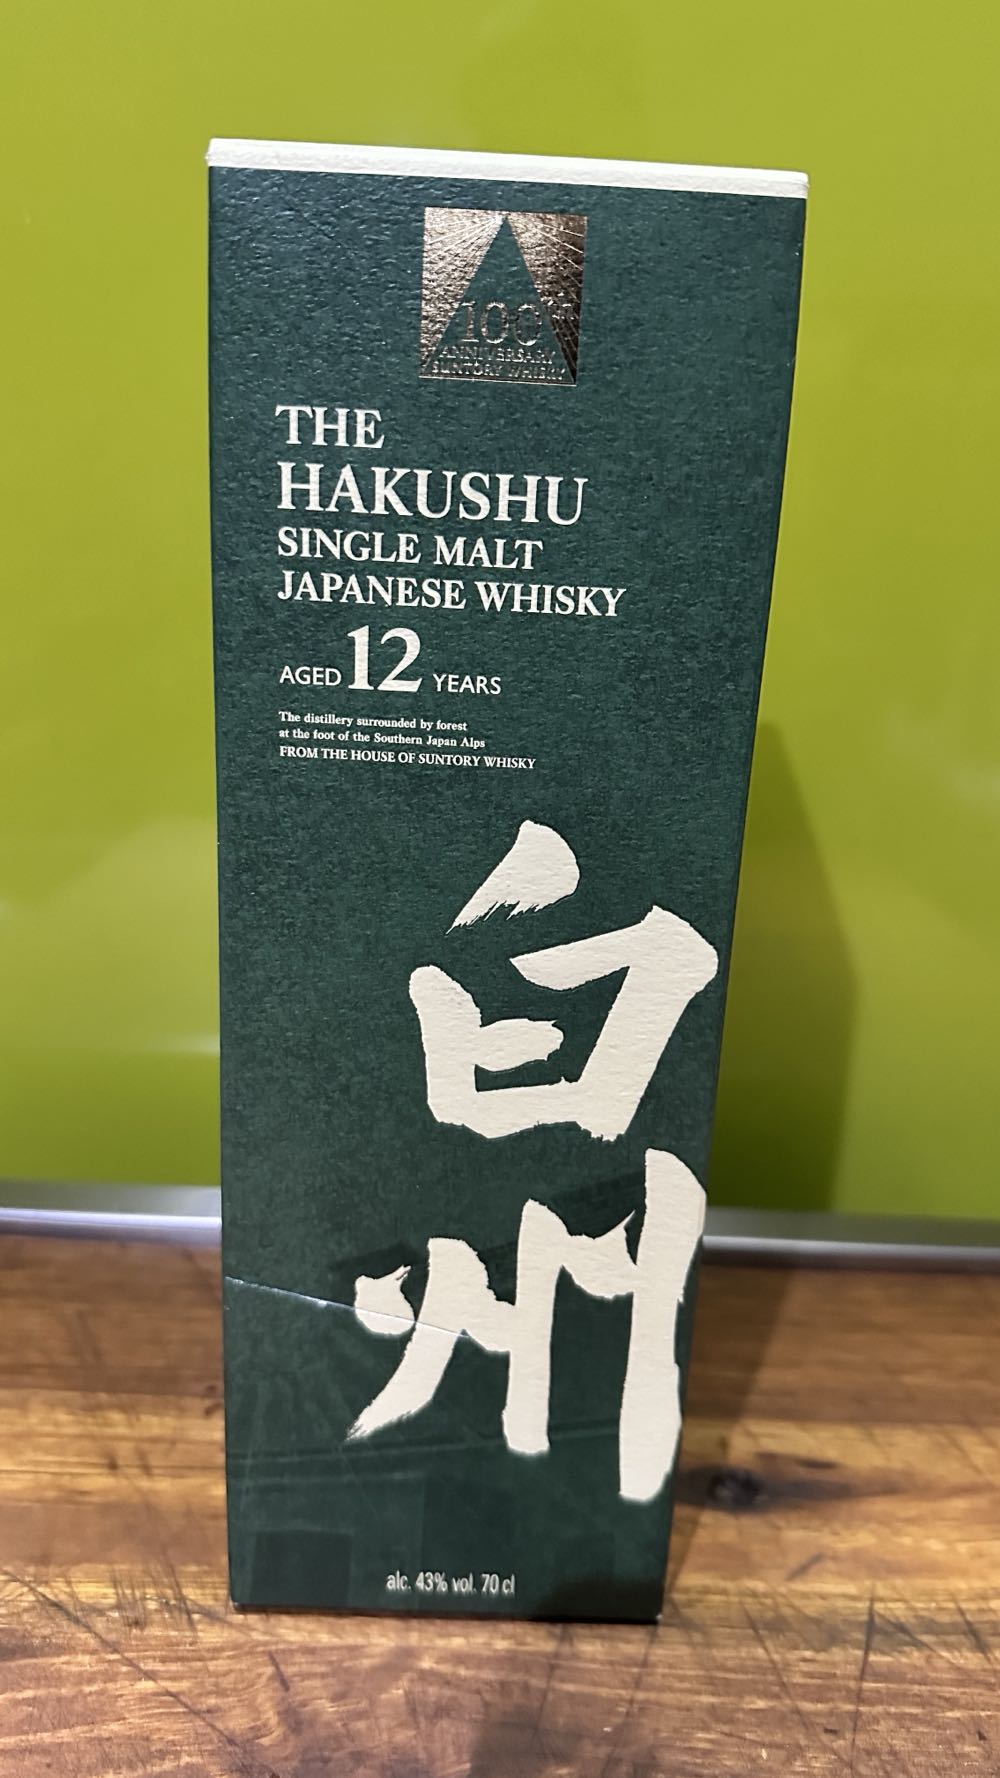 100th
ANNIVERSARY
SUNTORY WHISKY
THE
HAKUSHU
SINGLE MALT
JAPANESE WHISKY
AGED 12 YEARS
The distillery surrounded by forest
at the foot of the Southern Japan Alps
FROM THE HOUSE OF SUNTORY WHISKY
白
州
alc. 43% vol. 70 cl